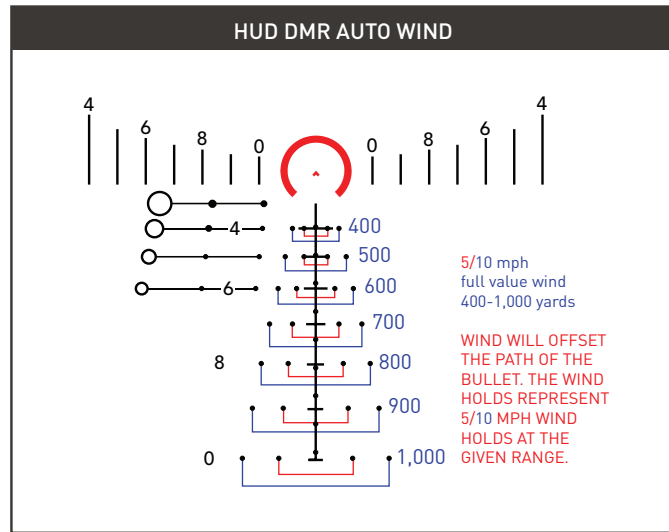 HUD DMR AUTO WIND
4 6 8 0 0 8 6 4
4 400
500
6 600
700
8 800
900
0 1,000
5/10 mph
full value wind
400-1,000 yards
WIND WILL OFFSET
THE PATH OF THE
BULLET. THE WIND
HOLDS REPRESENT
5/10 MPH WIND
HOLDS AT THE
GIVEN RANGE.